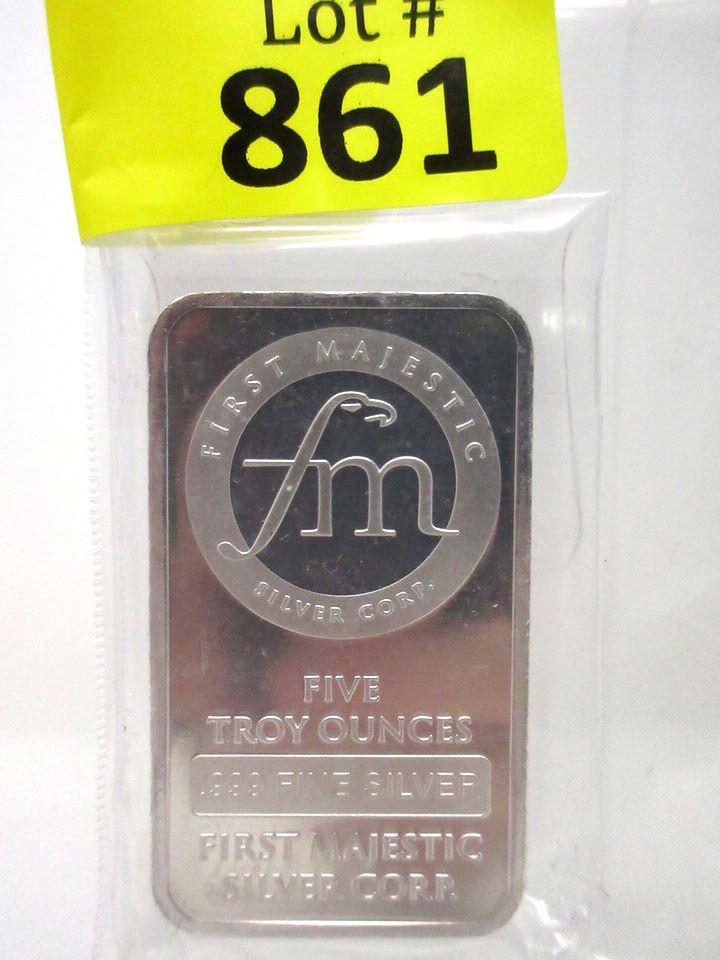 Lot #
861
FIRST MAJESTIC
fm
SILVER CORP.
FIVE
TROY OUNCES
.999 FINE SILVER
FIRST MAJESTIC
SILVER CORP.